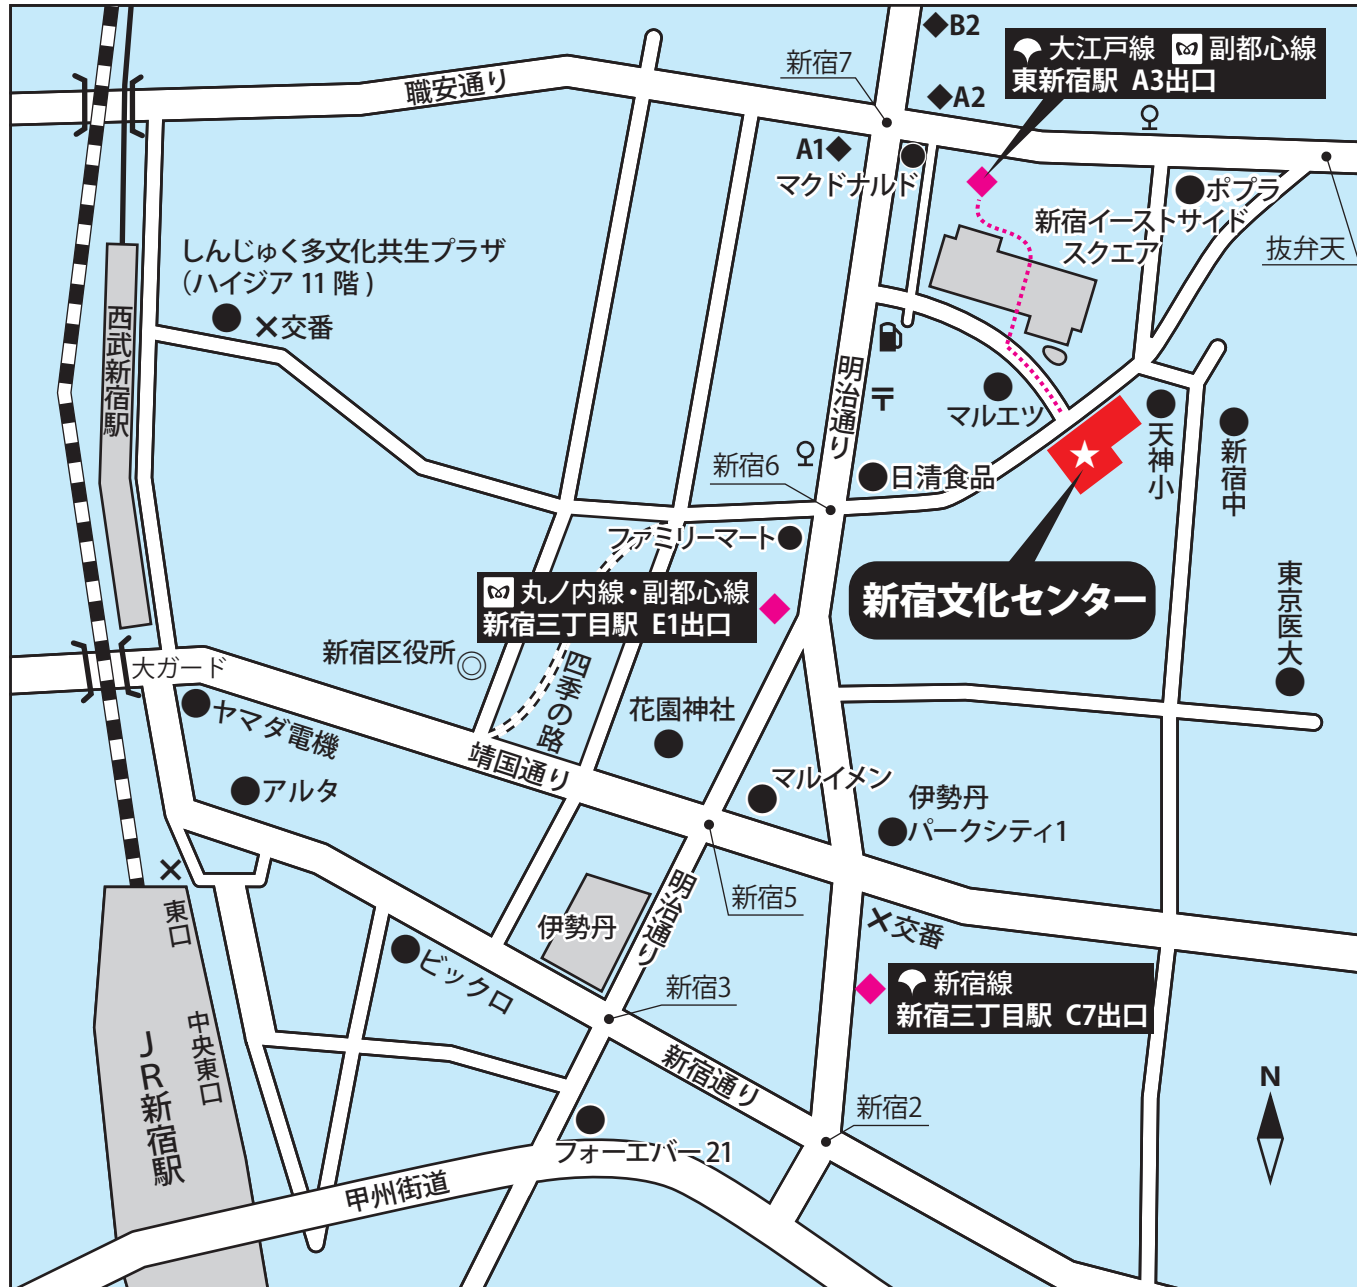 B2
大江戸線 副都心線
東新宿駅 A3出口
新宿7
職安通り
A2
A1
マクドナルド
ポプラ
新宿イーストサイド
スクエア
抜弁天
しんじゅく多文化共生プラザ
(ハイジア 11 階 )
交番
西武新宿駅
明治通り
〒
マルエツ
天神小
新宿中
新宿6
日清食品
ファミリーマート
丸ノ内線・副都心線
新宿三丁目駅 E1出口
新宿文化センター
東京医大
新宿区役所
四季の路
大ガード
ヤマダ電機
花園神社
靖国通り
アルタ
マルイメン
伊勢丹
パークシティ1
新宿5
明治通り
伊勢丹
交番
東口
ビックロ
新宿3
新宿線
新宿三丁目駅 C7出口
中央東口
JR新宿駅
新宿通り
新宿2
N
フォーエバー21
甲州街道